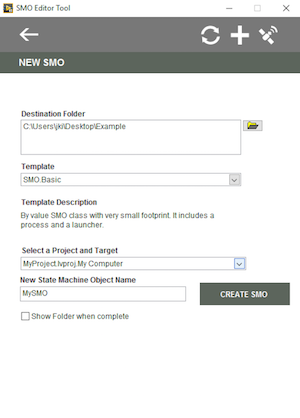 SMO Editor Tool
NEW SMO
Destination Folder
C:\Users\jki\Desktop\Example
Template
SMO.Basic
Template Description
By value SMO class with very small footprint. It includes a
process and a launcher.
Select a Project and Target
MyProject.lvproj.My Computer
New State Machine Object Name
MySMO
CREATE SMO
Show Folder when complete